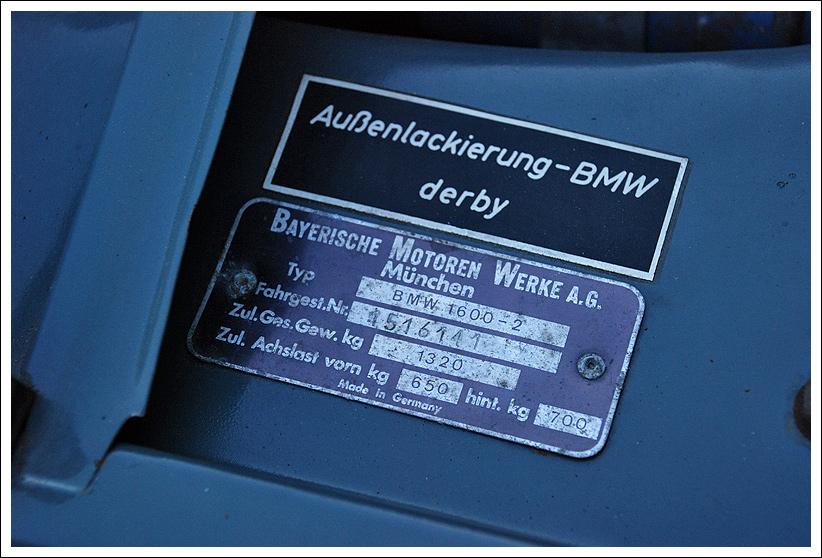 Außenlackierung-BMW
derby
BAYERISCHE MOTOREN WERKE A.G.
München
Typ BMW 1600-2
Fahrgest.Nr. 1516141
Zul.Ges.Gew. kg 1320
Zul. Achslast vorn kg 650 hint. kg 700
Made in Germany